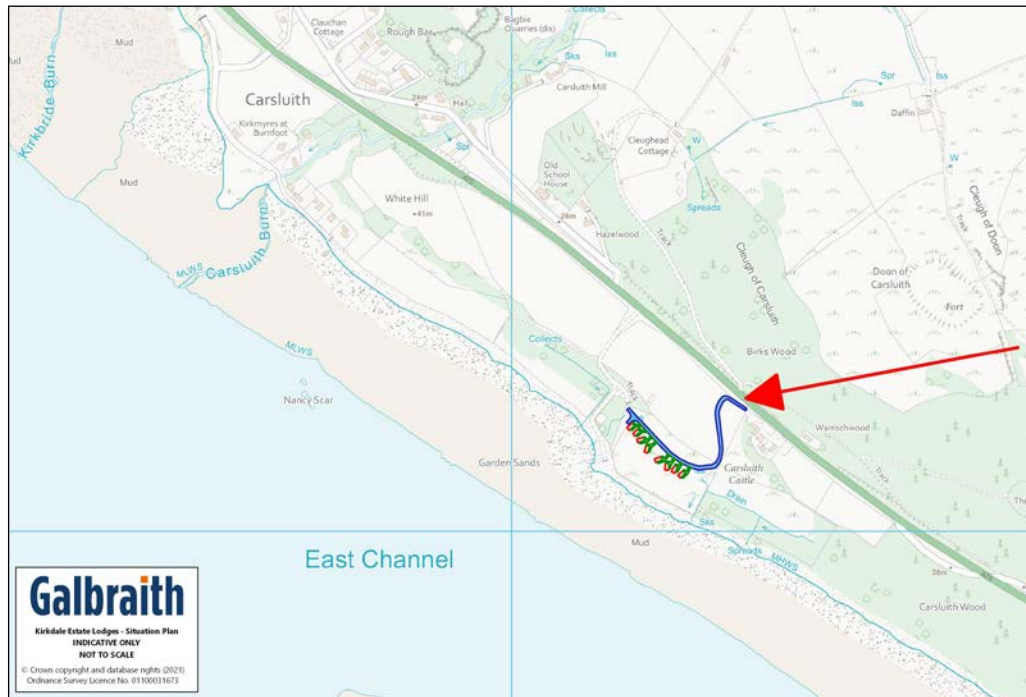 Mud
Clauchan
Cottage
Rough Bar
Bagbie
Quarries (dis)
Collects
Sks
Iss
Mud
Kirkbride Burn
Carsluith
24m
Hall
Carsluith Mill
Spr
Iss
Iss
Daffin
Kirkmyres at
Burnfoot
Spr
Cleughead
Cottage
W
W
Mud
Old
School
House
White Hill
41m
28m
Spreads
Track
Cleugh of Doon
Track
Hazelwood
Cleugh of Carsluith
MLWS
Carsluith Burn
Doon of
Carsluith
Fort
MLWS
Collects
Birks Wood
Nancy Scar
Track
Warrochwood
Garden Sands
Carsluith
Castle
Track
Drain
Sks
Mud
Spreads
MHWS
East Channel
38m
A75
Carsluith Wood
Galbraith
Kirkdale Estate Lodges - Situation Plan
INDICATIVE ONLY
NOT TO SCALE
© Crown copyright and database rights (2021)
Ordnance Survey Licence No. 01100031673